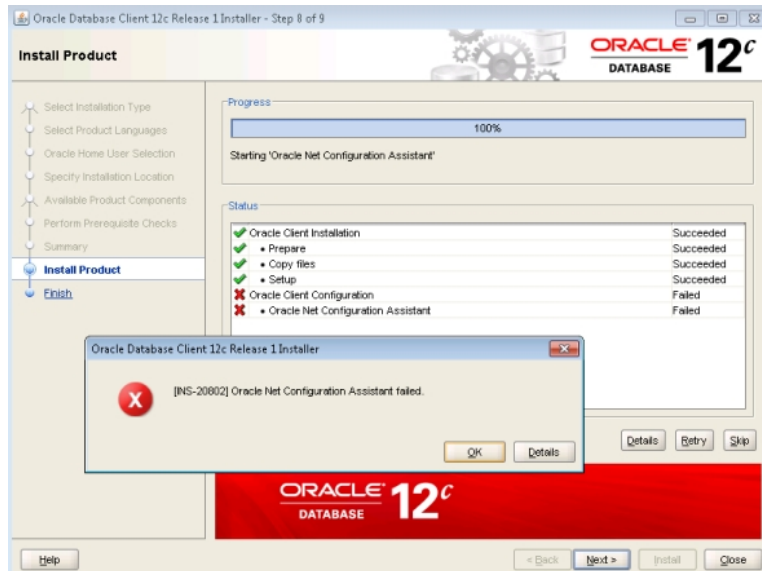 Oracle Database Client 12c Release 1 Installer - Step 8 of 9
Install Product
ORACLE DATABASE 12c
Select Installation Type
Select Product Languages
Oracle Home User Selection
Specify Installation Location
Available Product Components
Perform Prerequisite Checks
Summary
Install Product
Finish
Progress
100%
Starting 'Oracle Net Configuration Assistant'
Status
Oracle Client Installation Succeeded
• Prepare Succeeded
• Copy files Succeeded
• Setup Succeeded
Oracle Client Configuration Failed
• Oracle Net Configuration Assistant Failed
Oracle Database Client 12c Release 1 Installer
[INS-20802] Oracle Net Configuration Assistant failed.
OK Details
Details Retry Skip
ORACLE DATABASE 12c
Help < Back Next > Install Close